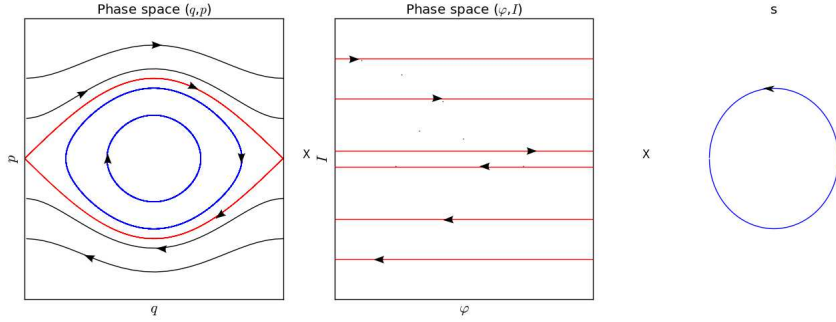 Phase space (q,p)
p
q
X
Phase space (φ,I)
I
φ
X
s